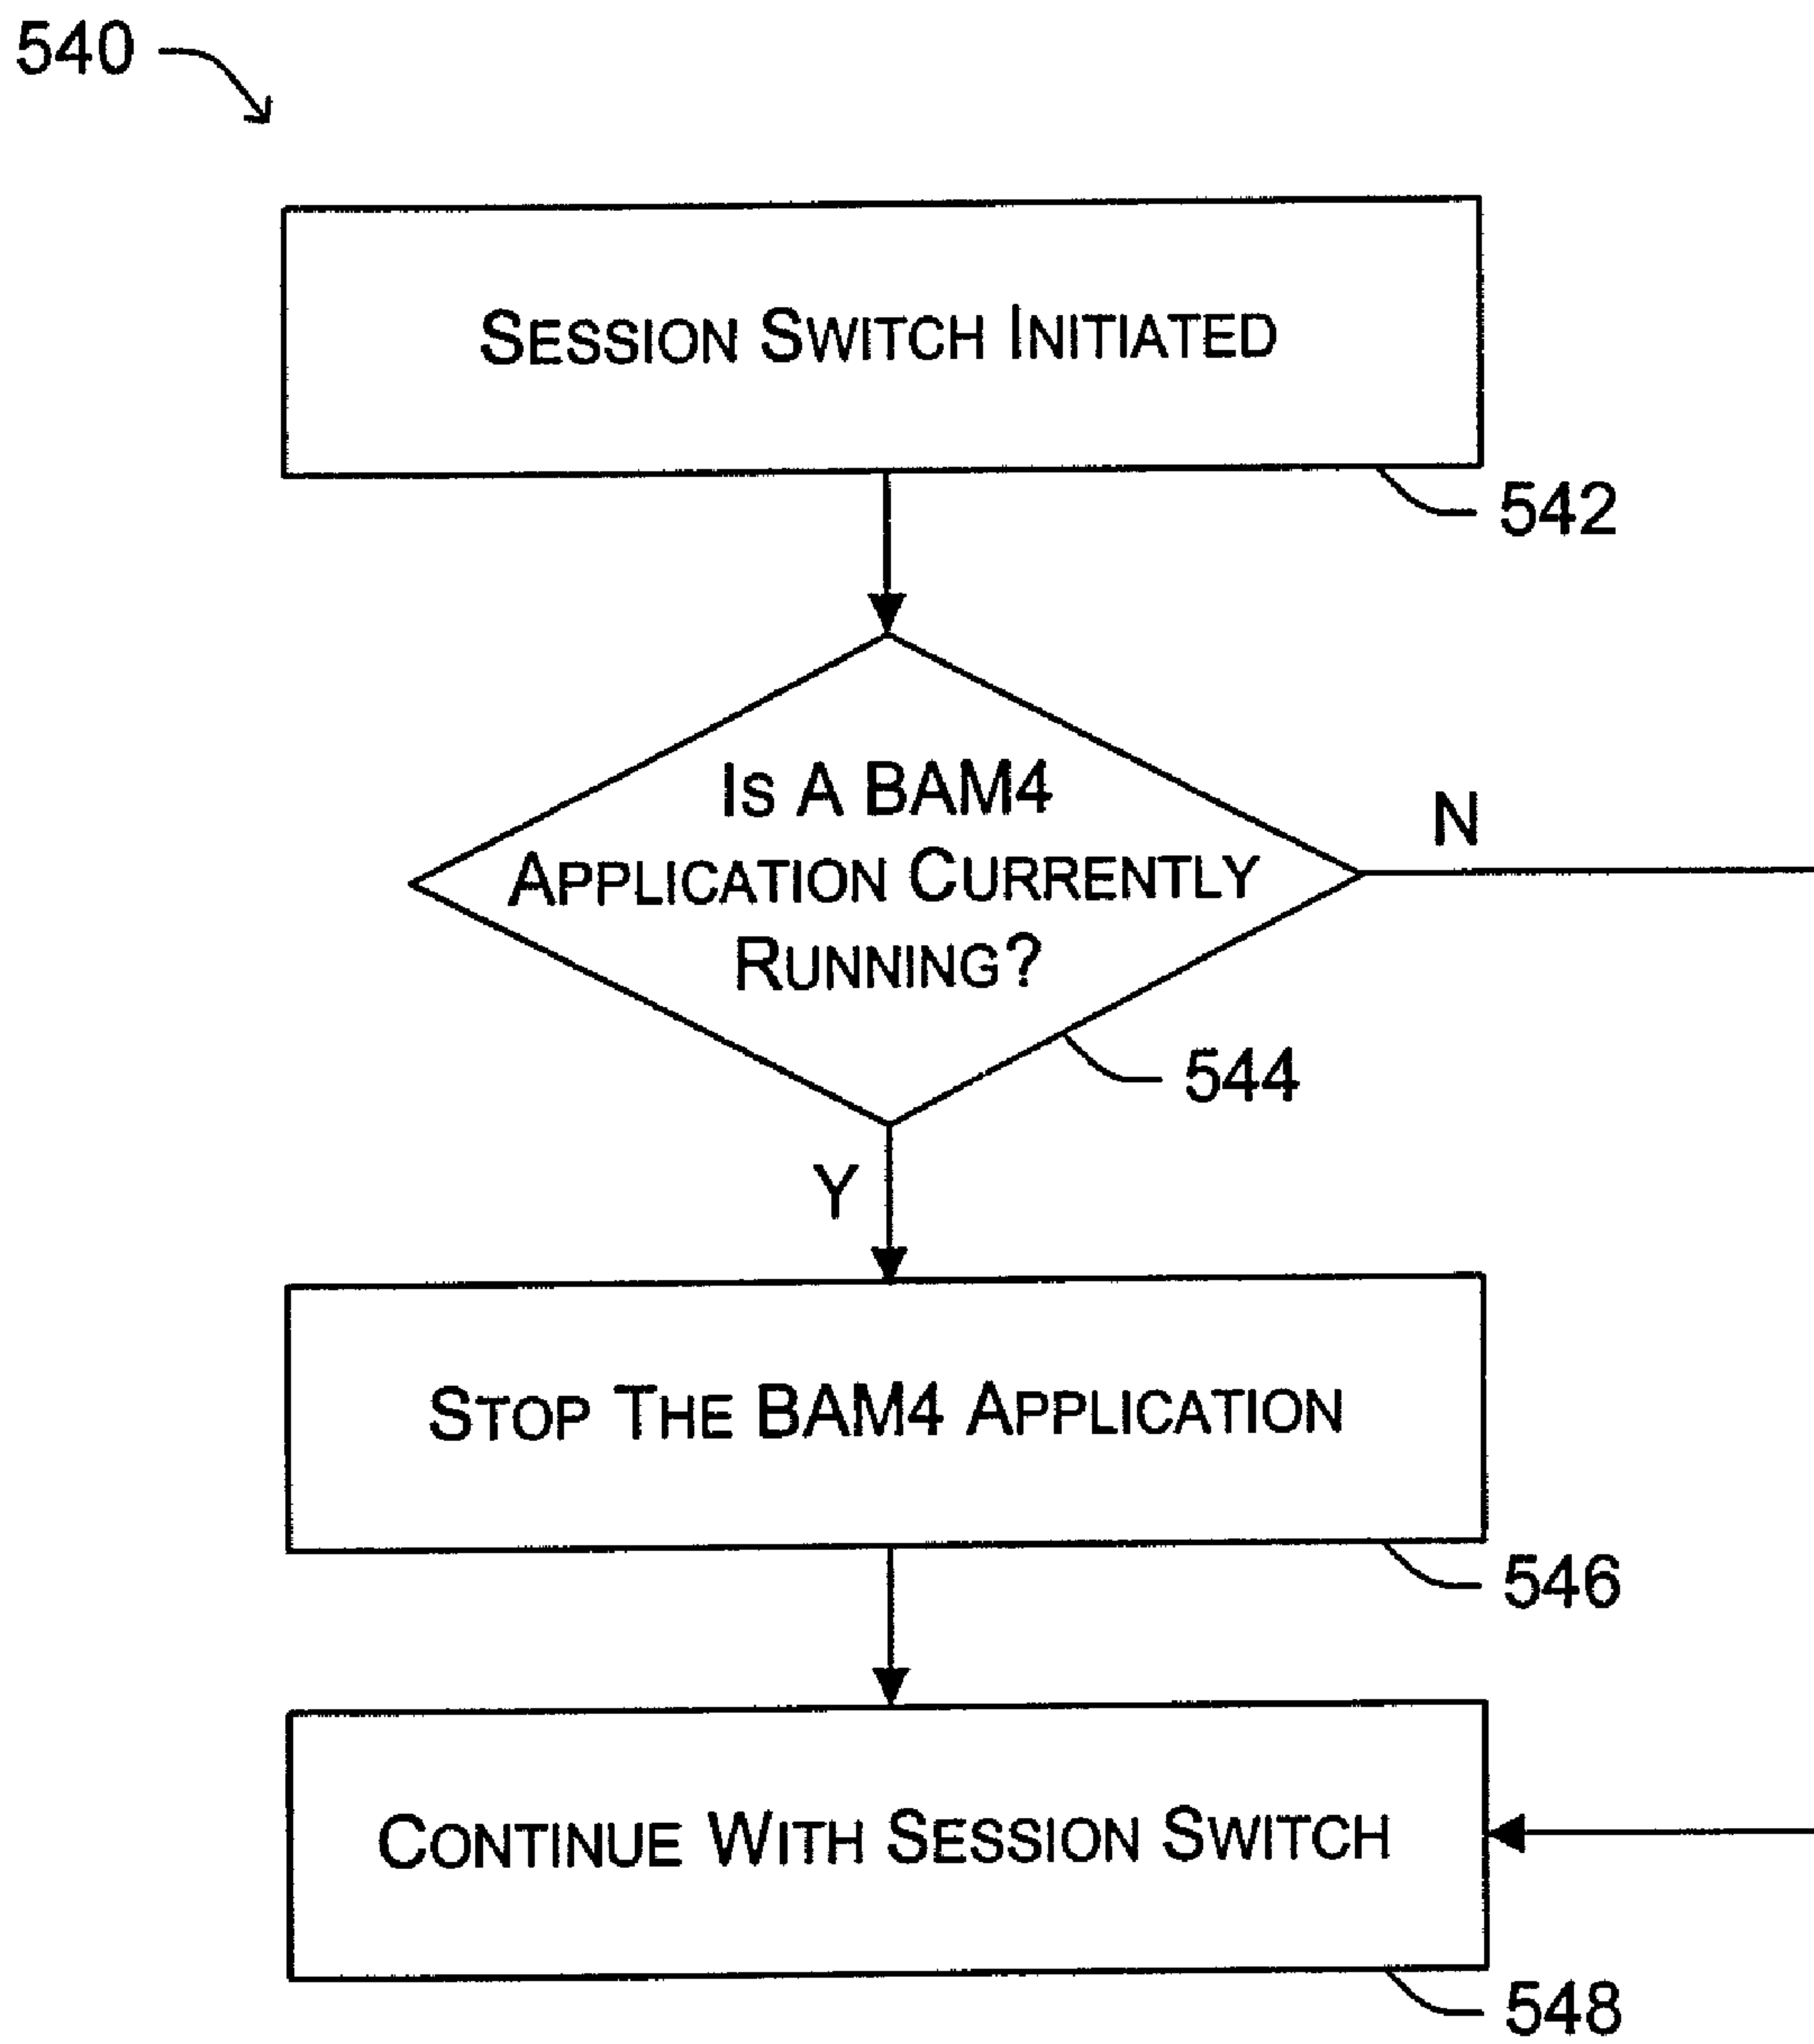 540
SESSION SWITCH INITIATED
542
IS A BAM4
APPLICATION CURRENTLY
RUNNING?
N
544
Y
STOP THE BAM4 APPLICATION
546
CONTINUE WITH SESSION SWITCH
548